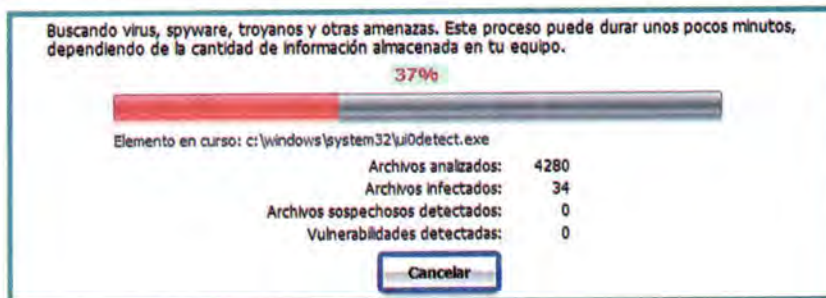 Buscando virus, spyware, troyanos y otras amenazas. Este proceso puede durar unos pocos minutos,
dependiendo de la cantidad de información almacenada en tu equipo.
37%
Elemento en curso: c:\windows\system32\ui0detect.exe
Archivos analizados: 4280
Archivos infectados: 34
Archivos sospechosos detectados: 0
Vulnerabilidades detectadas: 0
Cancelar